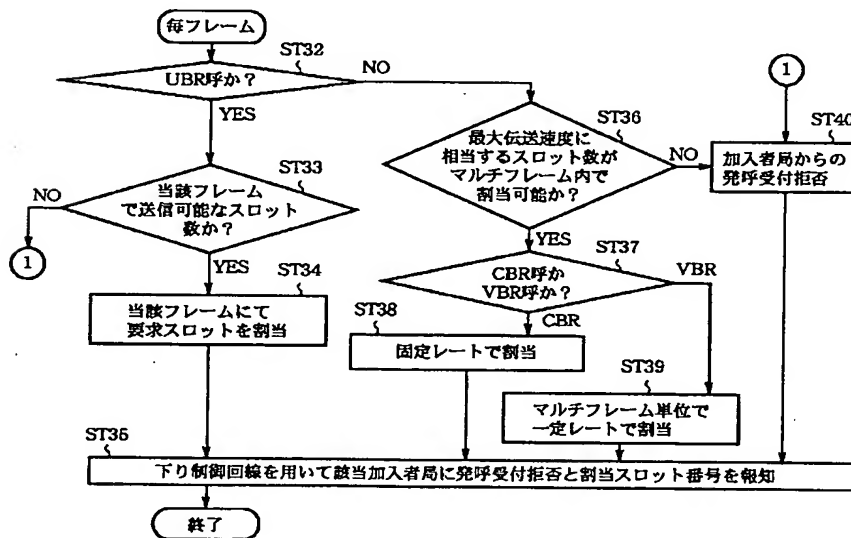 毎フレーム
ST32
UBR呼か?
NO
YES
ST33
当該フレーム
で送信可能なスロット
数か?
NO
1
YES
ST34
当該フレームにて
要求スロットを割当
ST36
最大伝送速度に
相当するスロット数が
マルチフレーム内で
割当可能か?
NO
YES
1
ST40
加入者局からの
発呼受付拒否
ST37
CBR呼か
VBR呼か?
VBR
CBR
ST38
固定レートで割当
ST39
マルチフレーム単位で
一定レートで割当
ST35
下り制御回線を用いて該当加入者局に発呼受付拒否と割当スロット番号を報知
終了